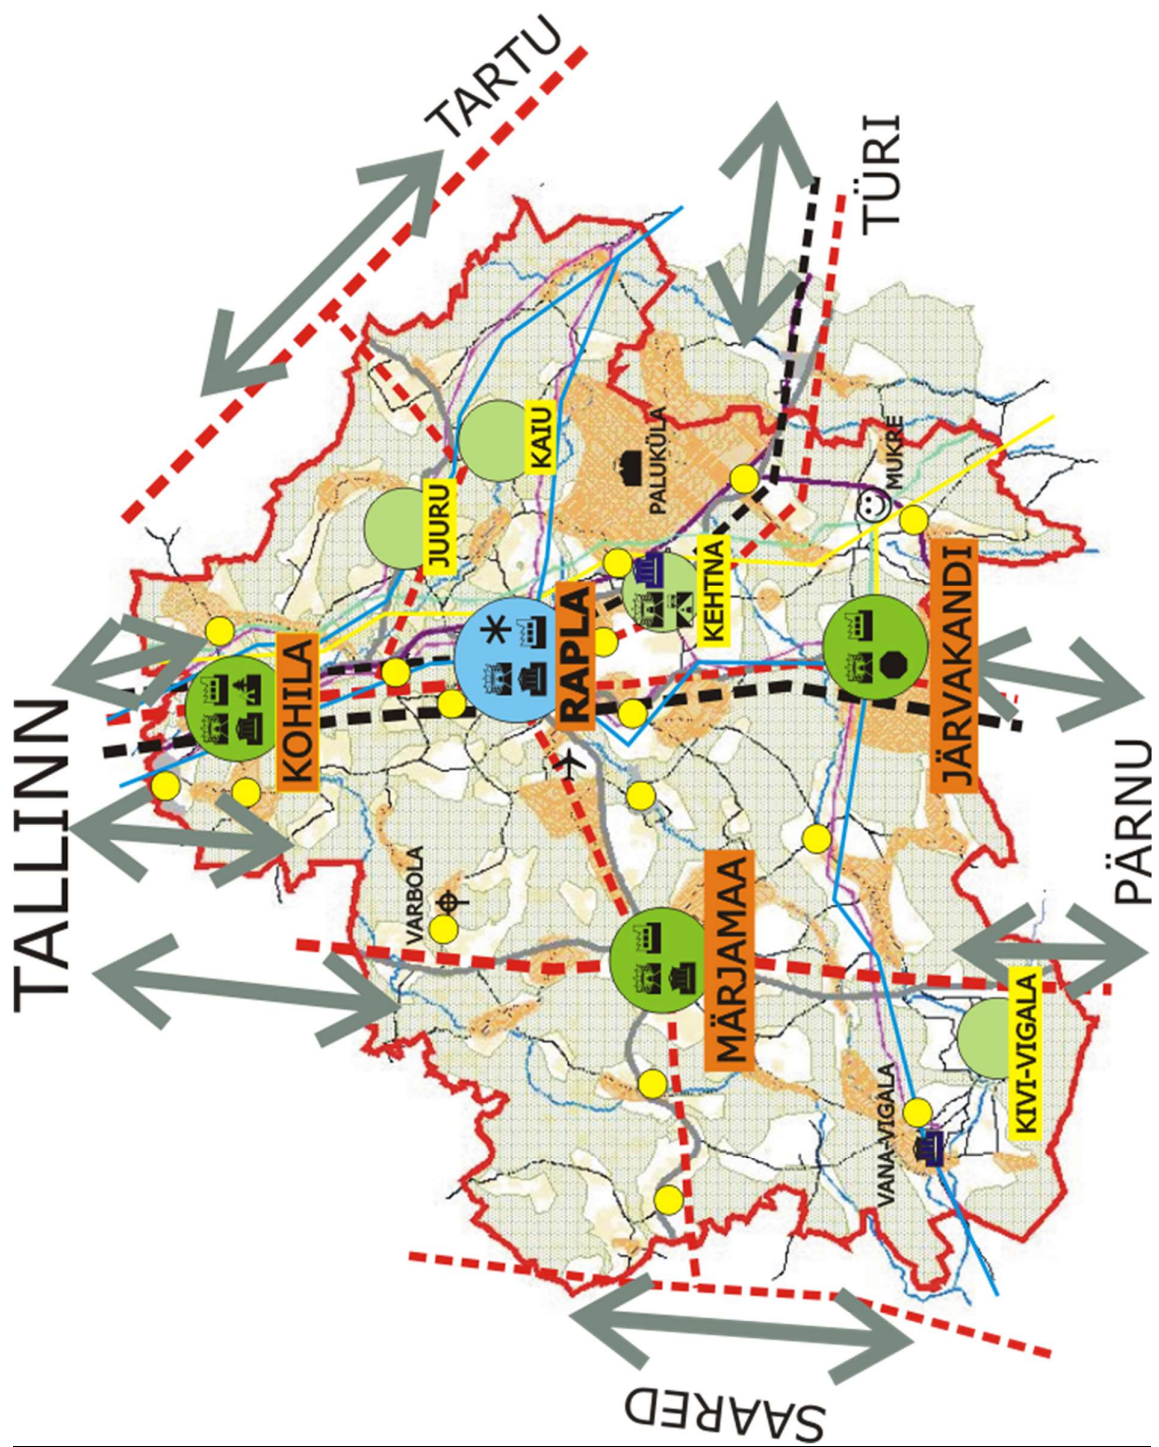 TARTU
TÜRI
TALLINN
KAIU
JUURU
PALUKÜLA
MUKRE
KEHTNA
RAPLA
KOHILA
JÄRVAKANDI
VARBOLA
MÄRJAMAA
PÄRNU
KIVI-VIGALA
VANA-VIGALA
SAARED